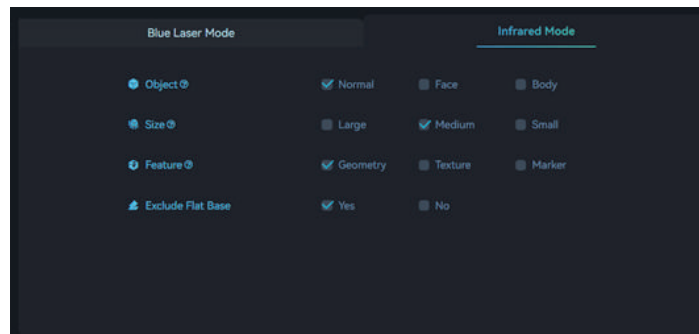 Blue Laser Mode Infrared Mode
Object Normal Face Body
Size Large Medium Small
Feature Geometry Texture Marker
Exclude Flat Base Yes No